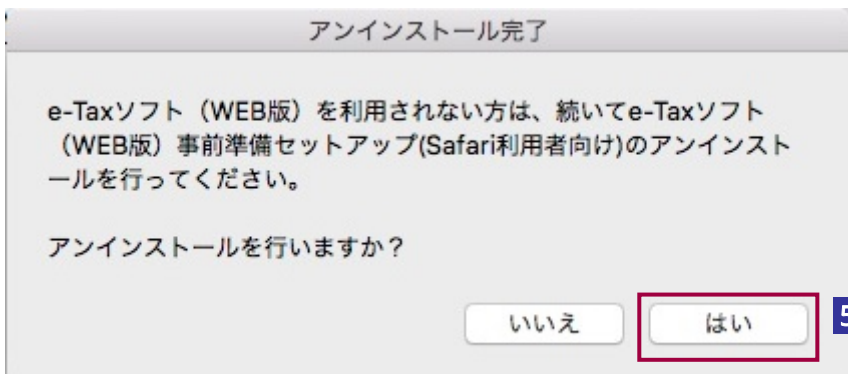 アンインストール完了
e-Taxソフト（WEB版）を利用されない方は、続いてe-Taxソフト
（WEB版）事前準備セットアップ(Safari利用者向け)のアンインスト
ールを行ってください。
アンインストールを行いますか？
いいえ
はい
5